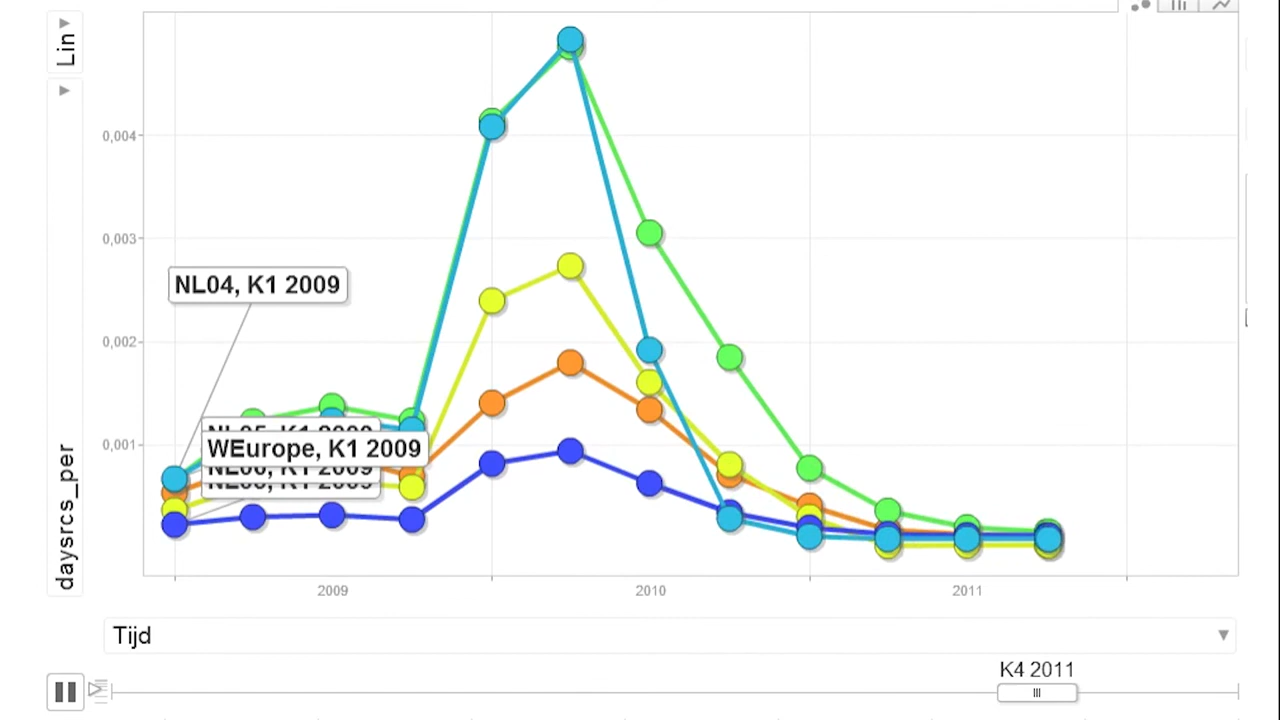 Lin
daysrcs_per
0,004
0,003
0,002
0,001
NL04, K1 2009
WEurope, K1 2009
2009
2010
2011
Tijd
K4 2011